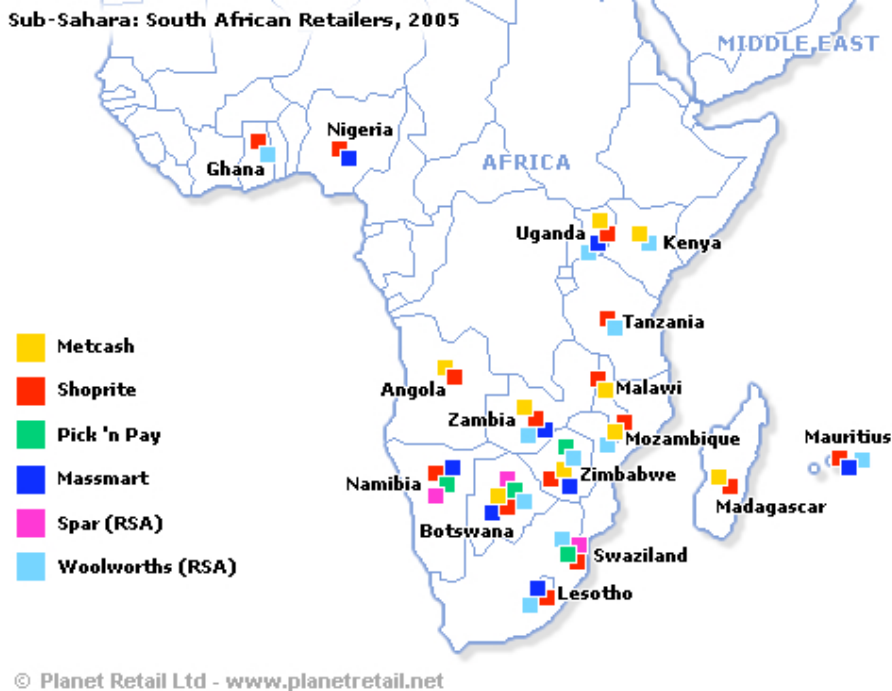 Sub-Sahara: South African Retailers, 2005
MIDDLE EAST
Nigeria
Ghana
AFRICA
Uganda
Kenya
Tanzania
Metcash
Shoprite
Pick 'n Pay
Massmart
Spar (RSA)
Woolworths (RSA)
Angola
Malawi
Zambia
Mozambique
Mauritius
Namibia
Zimbabwe
Madagascar
Botswana
Swaziland
Lesotho
© Planet Retail Ltd - www.planetretail.net